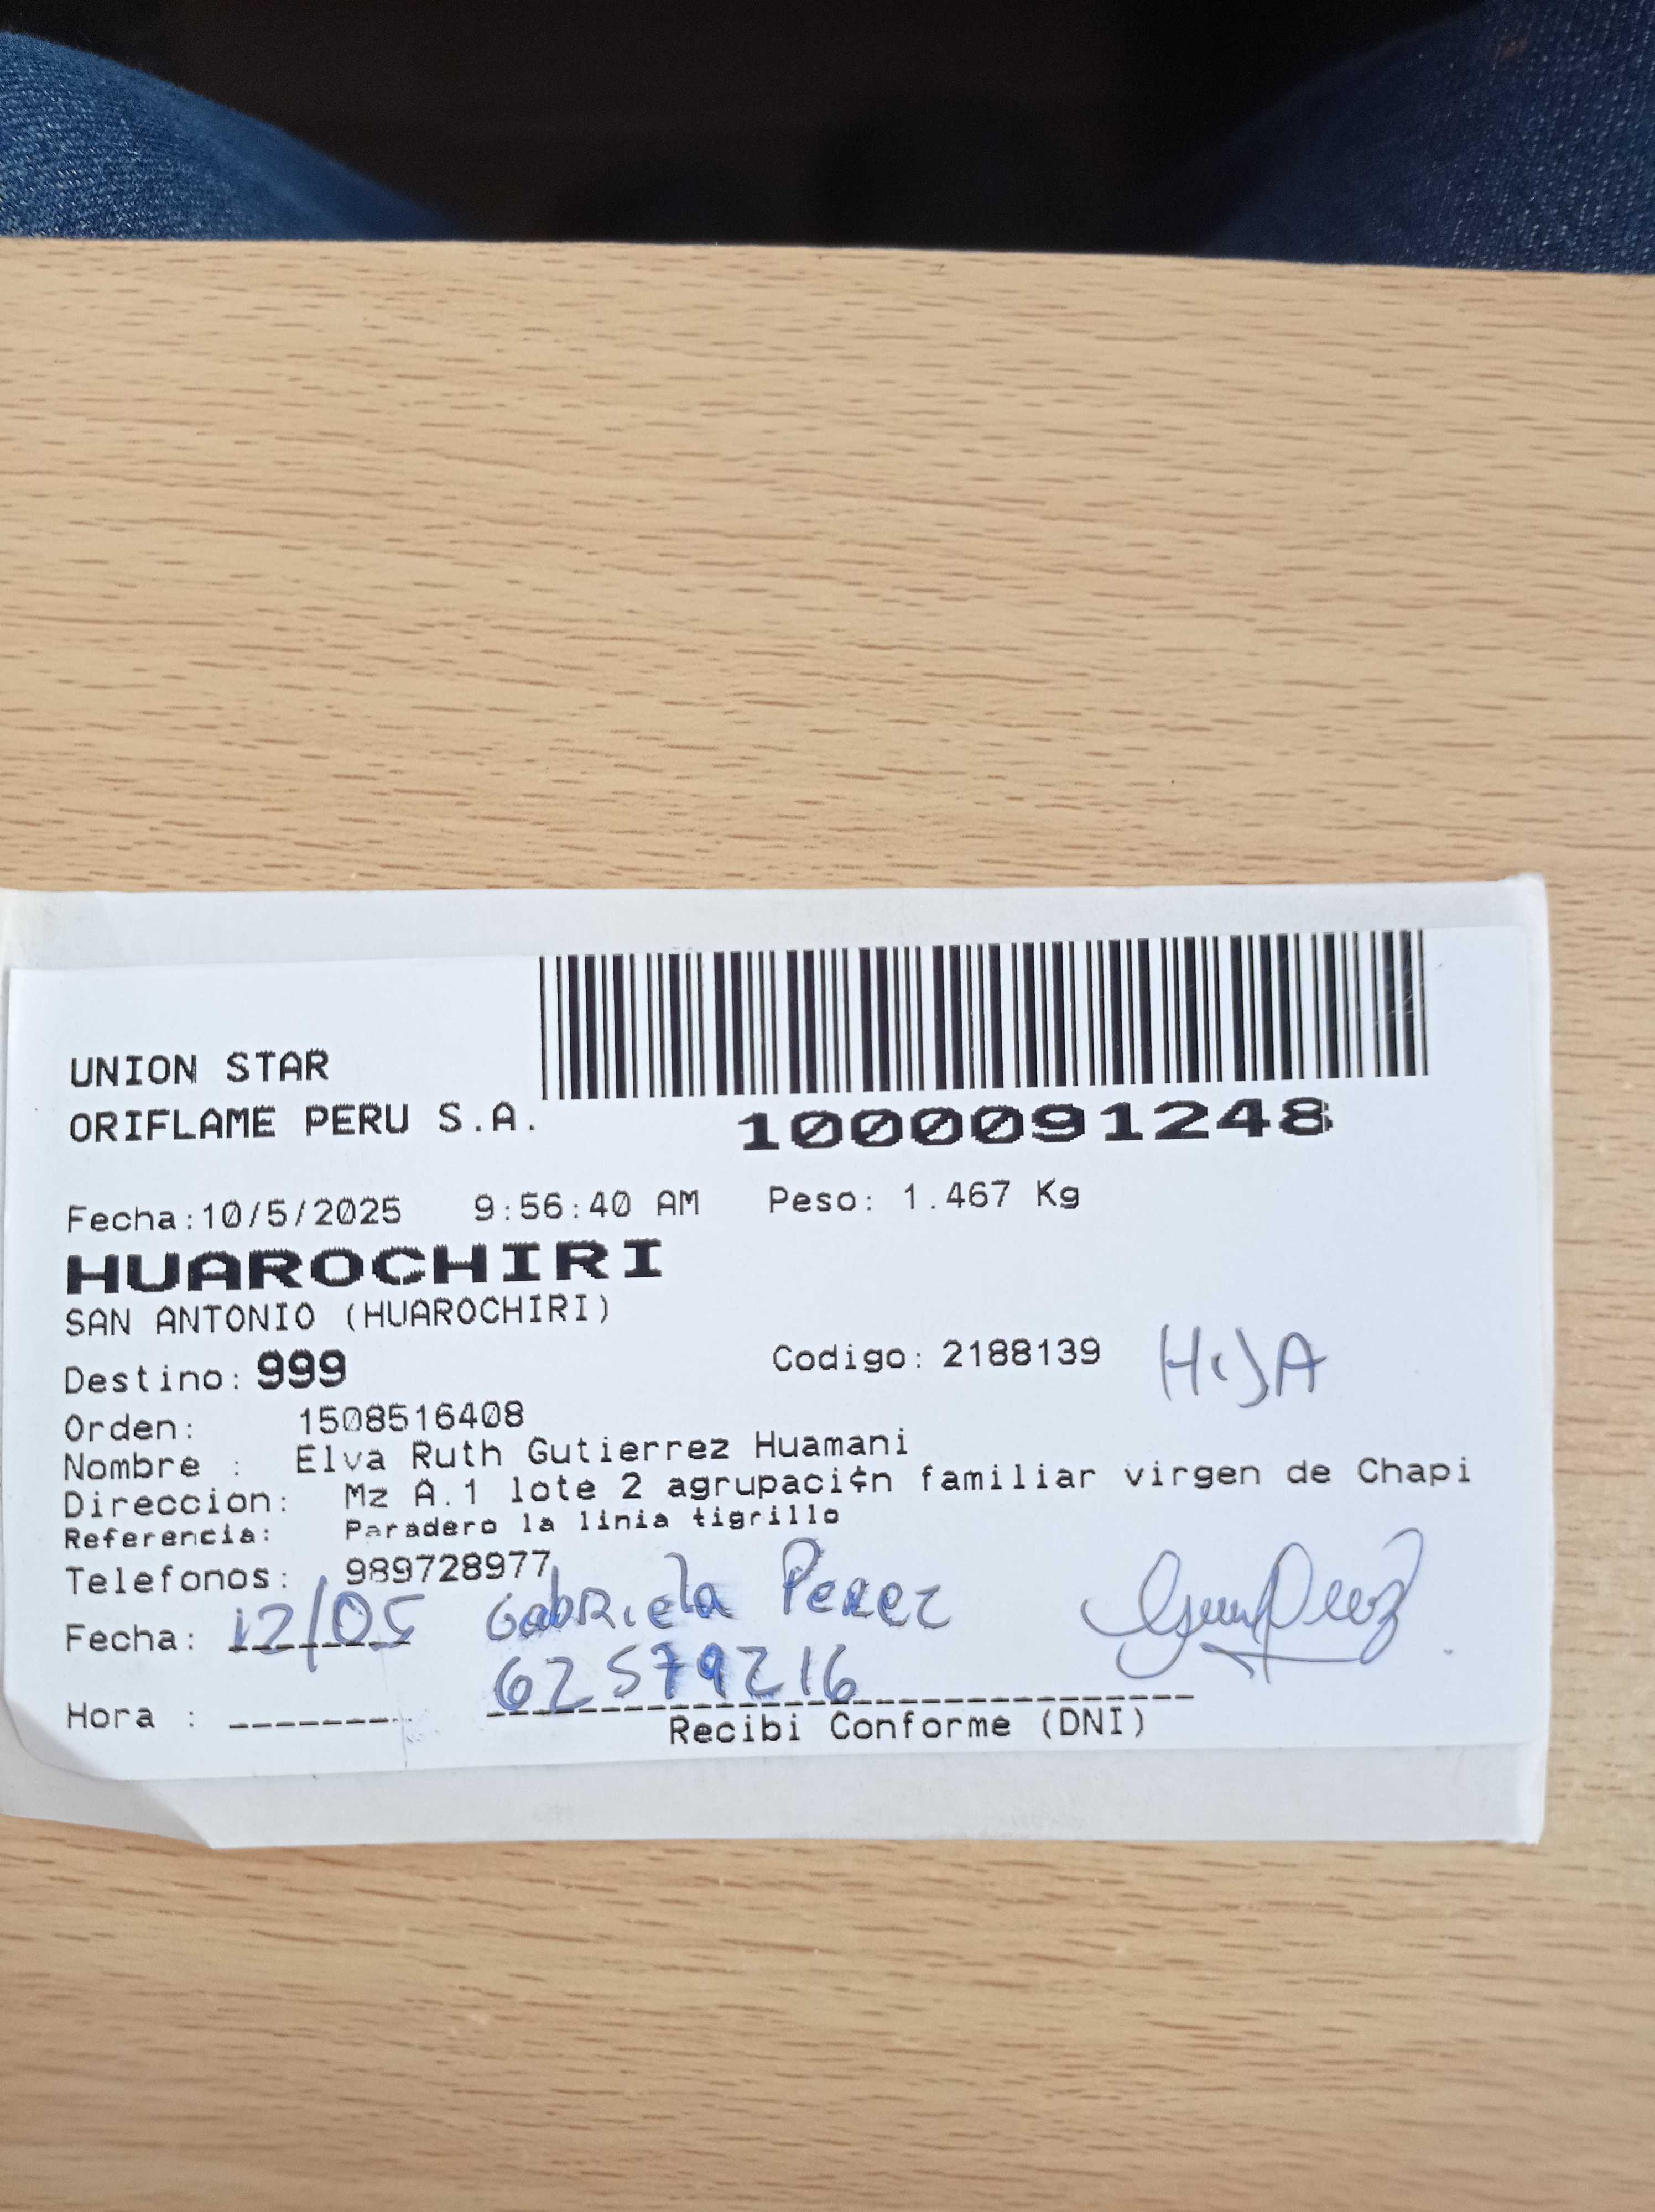 UNION STAR
ORIFLAME PERU S.A.
1000091248
Fecha:10/5/2025 9:56:40 AM Peso: 1.467 Kg
HUAROCHIRI
SAN ANTONIO (HUAROCHIRI)
Destino: 999 Codigo: 2188139 HIJA
Orden: 1508516408
Nombre : Elva Ruth Gutierrez Huamani
Direccion: Mz A.1 lote 2 agrupaci¢n familiar virgen de Chapi
Referencia: Paradero la linia tigrillo
Telefonos: 989728977
Fecha: 12/05 Gabriela Perez
62579216
Hora :
Recibi Conforme (DNI)